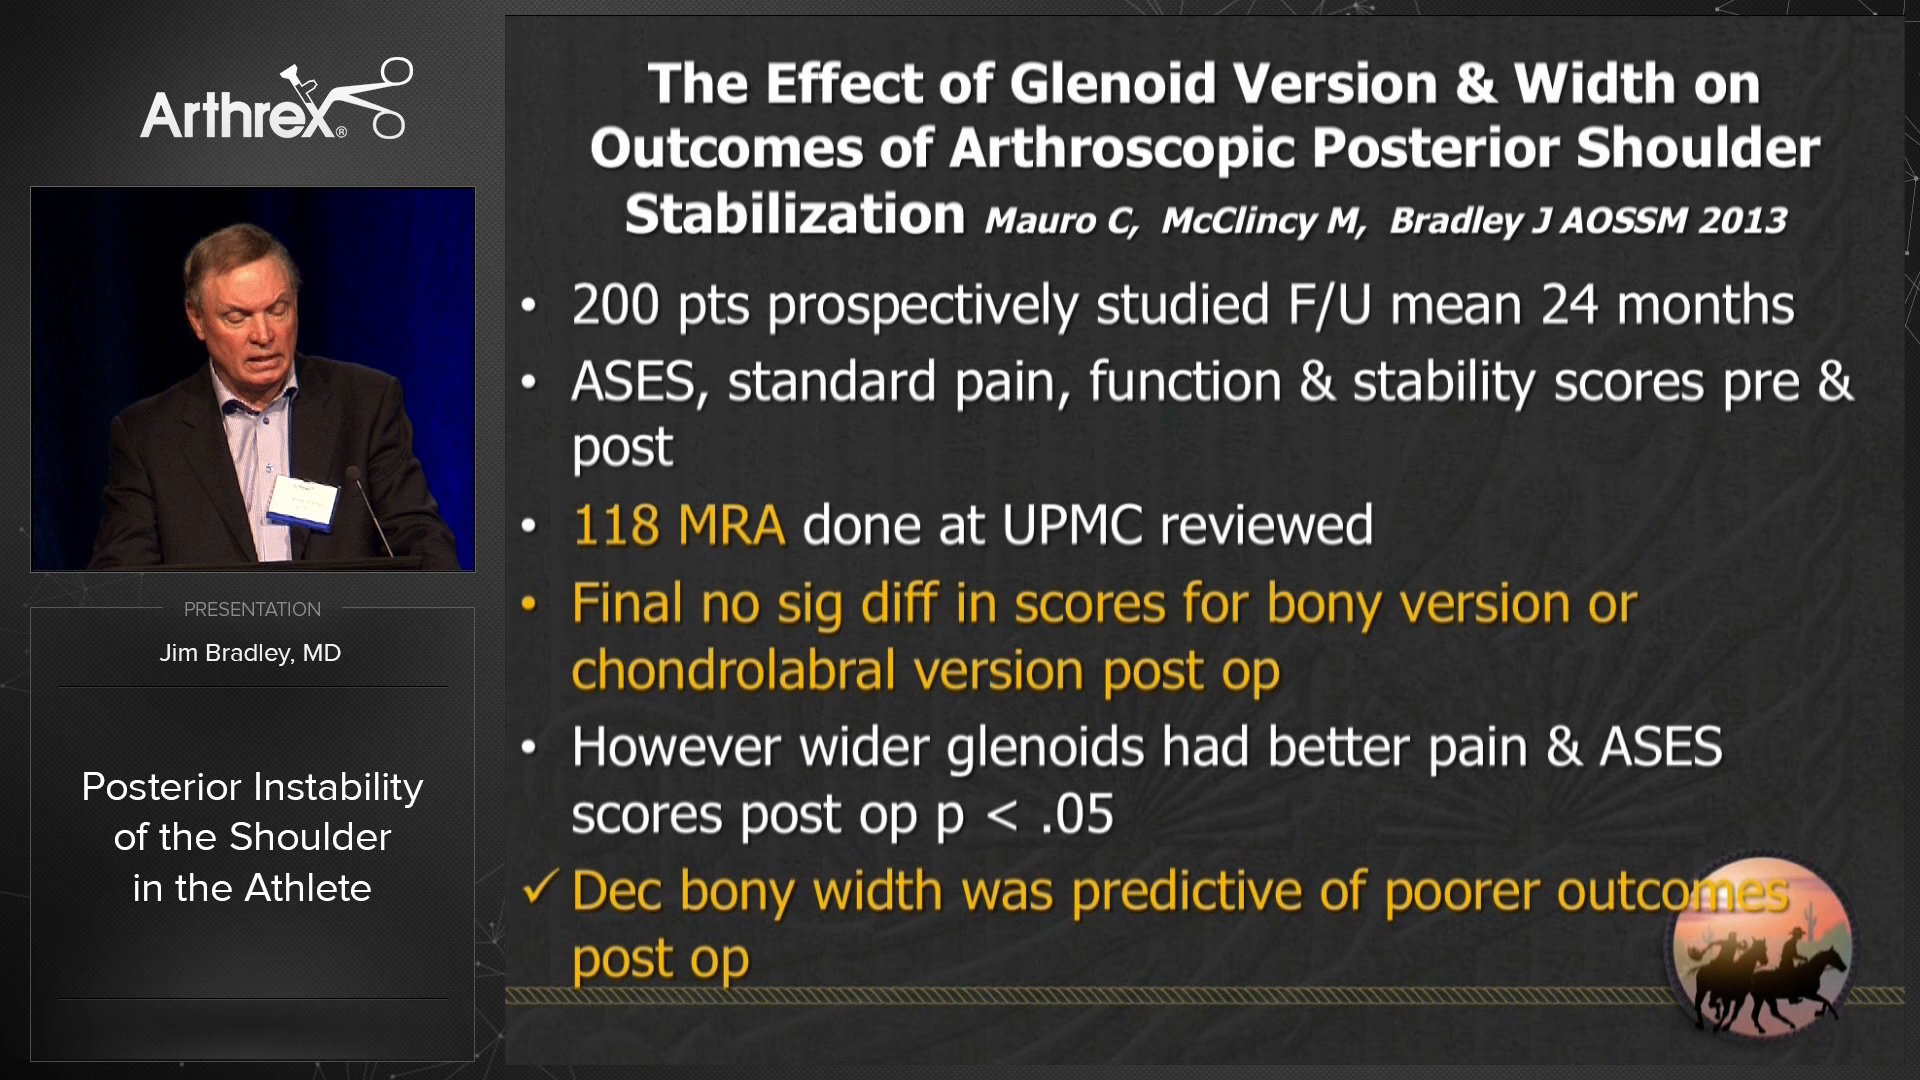 Arthrex®
PRESENTATION
Jim Bradley, MD
Posterior Instability
of the Shoulder
in the Athlete
The Effect of Glenoid Version & Width on
Outcomes of Arthroscopic Posterior Shoulder
Stabilization Mauro C, McClincy M, Bradley J AOSSM 2013
• 200 pts prospectively studied F/U mean 24 months
• ASES, standard pain, function & stability scores pre &
post
• 118 MRA done at UPMC reviewed
• Final no sig diff in scores for bony version or
chondrolabral version post op
• However wider glenoids had better pain & ASES
scores post op p < .05
✓ Dec bony width was predictive of poorer outcomes
post op